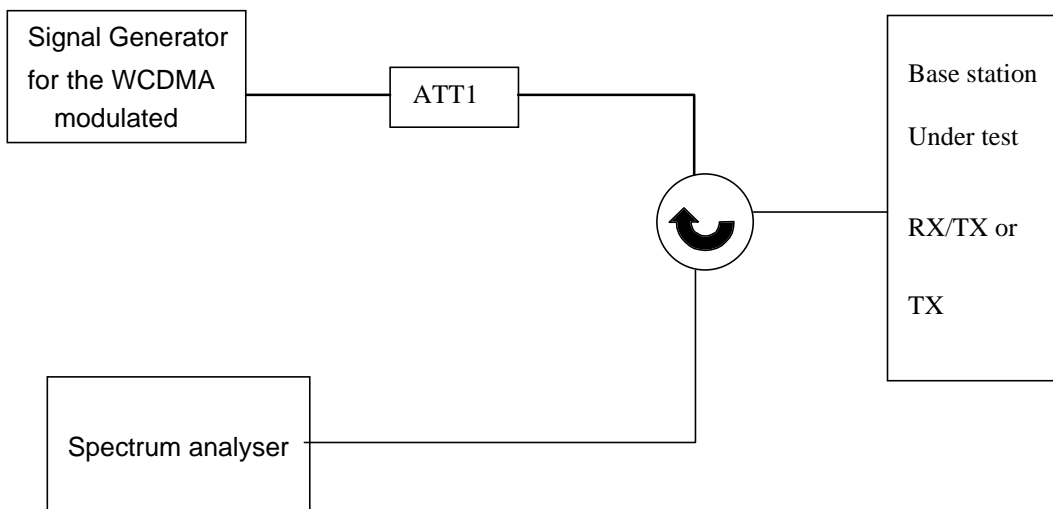 Signal Generator
for the WCDMA
modulated
ATT1
Base station
Under test
RX/TX or
TX
Spectrum analyser